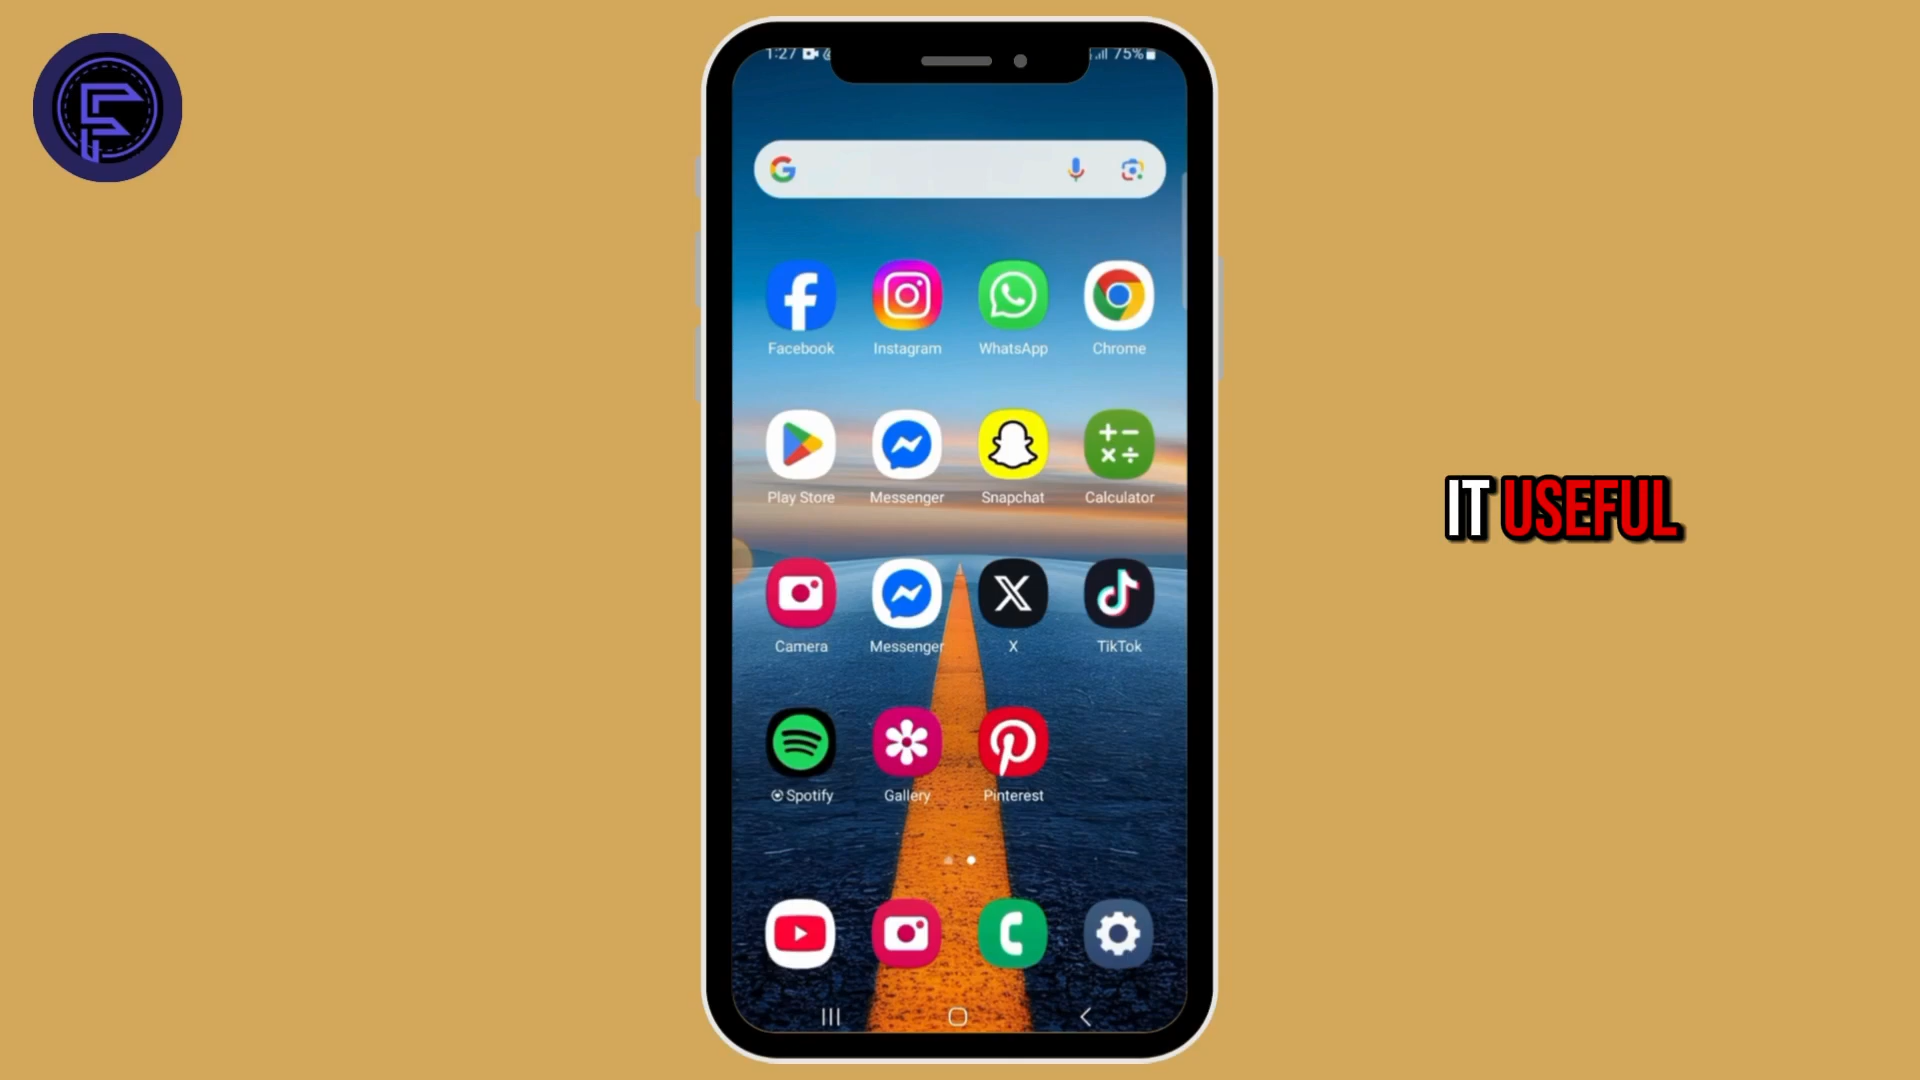 1:27
75%
Facebook Instagram WhatsApp Chrome
Play Store Messenger Snapchat Calculator
Camera Messenger X TikTok
Spotify Gallery Pinterest
IT USEFUL